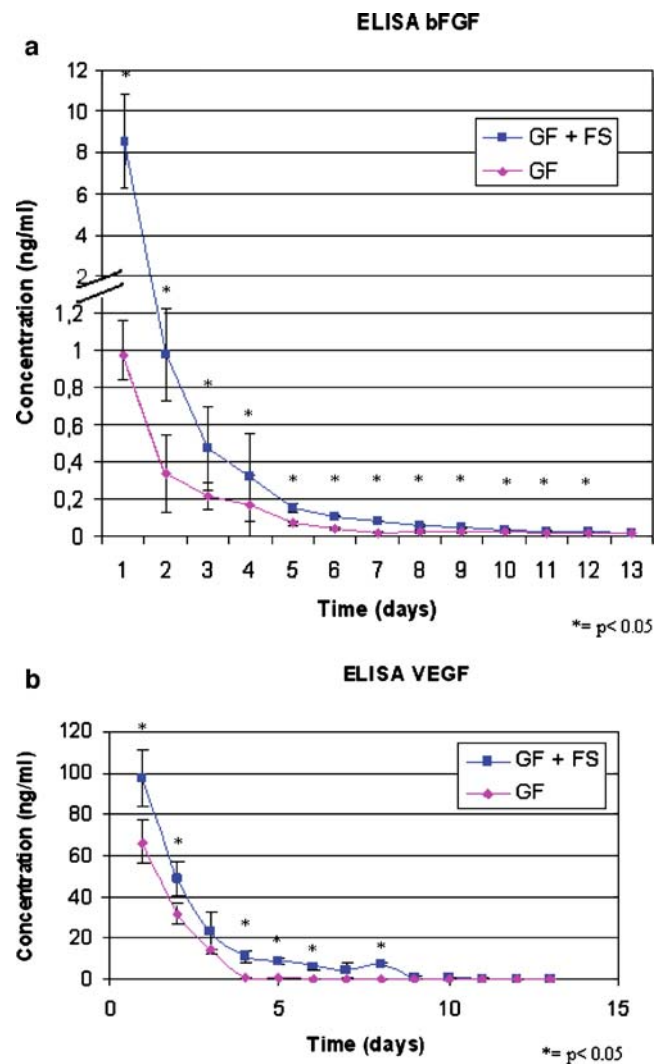 ELISA bFGF
a
12
10
8
6
4
2
1,2
1
0,8
0,6
0,4
0,2
0
Concentration (ng/ml)
GF + FS
GF
*
*
*
*
* * * * * * * *
1 2 3 4 5 6 7 8 9 10 11 12 13
Time (days)
*= p< 0.05
b
ELISA VEGF
120
100
80
60
40
20
0
Concentration (ng/ml)
GF + FS
GF
*
*
* * * *
0 5 10 15
Time (days)
*= p< 0.05